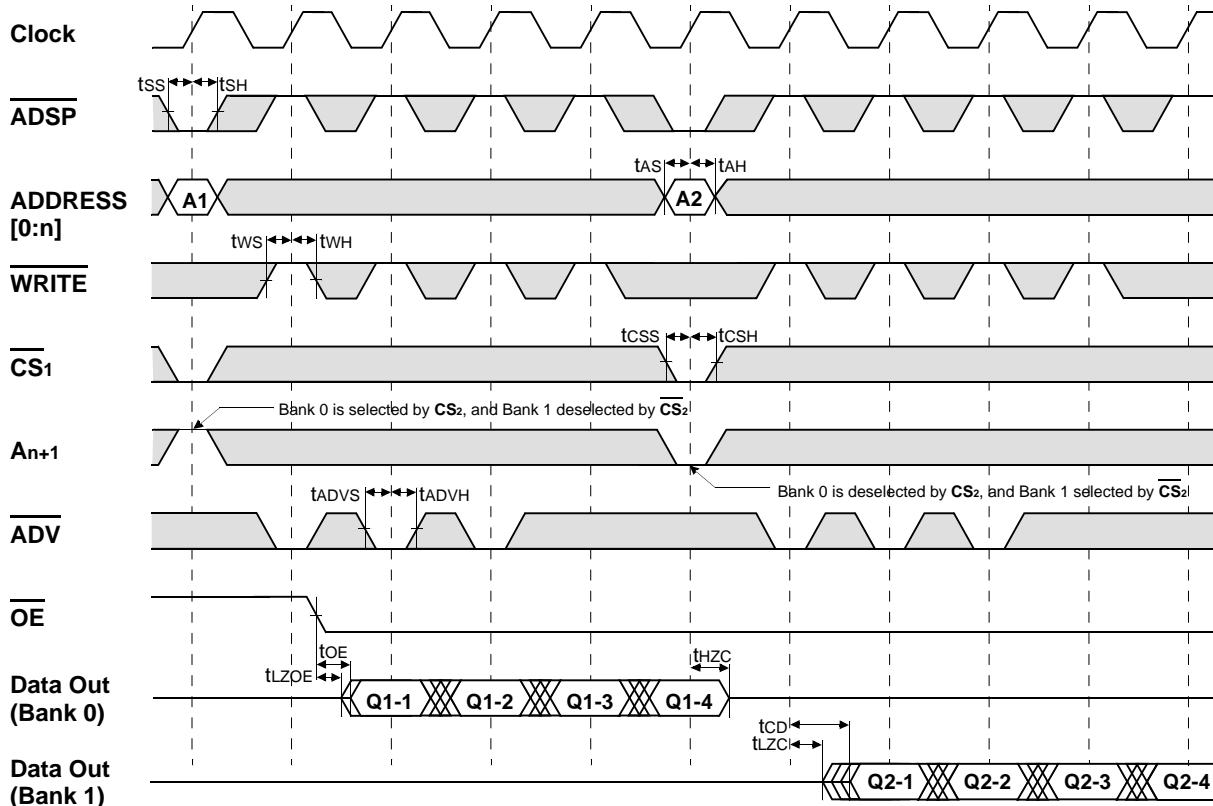 Clock
tSS tSH
ADSP
tAS tAH
ADDRESS
[0:n]
A1 A2
tWS tWH
WRITE
tCSS tCSH
CS1
Bank 0 is selected by CS2, and Bank 1 deselected by CS2
An+1
Bank 0 is deselected by CS2, and Bank 1 selected by CS2
tADVS tADVH
ADV
OE
tOE
tHZC
tLZOE
Data Out
(Bank 0)
Q1-1 Q1-2 Q1-3 Q1-4
tCD
tLZC
Data Out
(Bank 1)
Q2-1 Q2-2 Q2-3 Q2-4